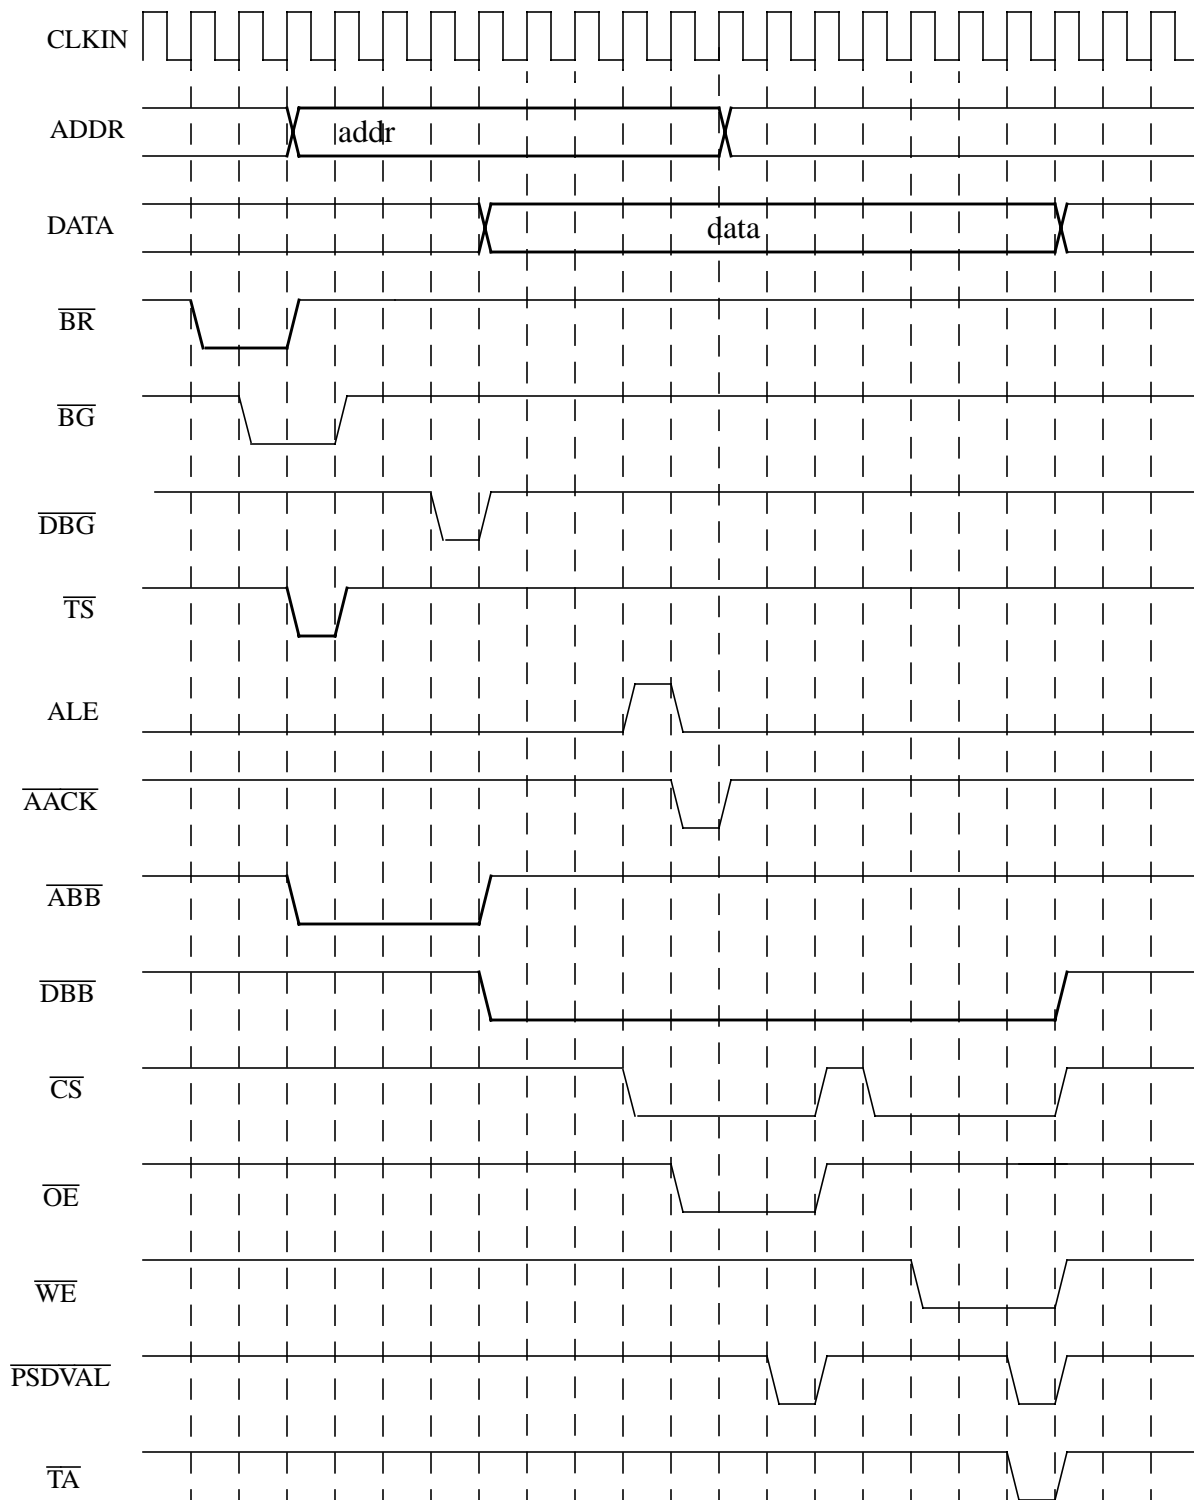 CLKIN
ADDR
addr
DATA
data
BR
BG
DBG
TS
ALE
AACK
ABB
DBB
CS
OE
WE
PSDVAL
TA